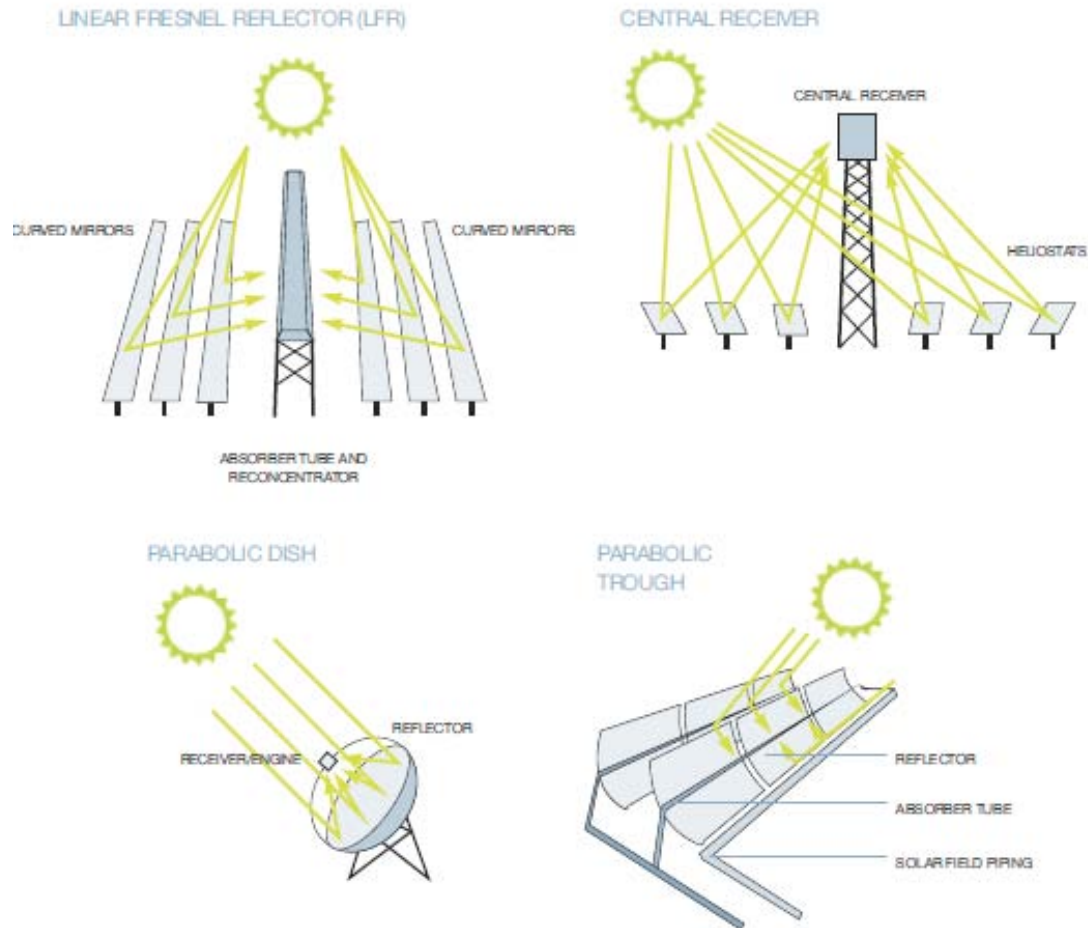 LINEAR FRESNEL REFLECTOR (LFR)
CURVED MIRRORS
CURVED MIRRORS
ABSORBER TUBE AND
RECONCENTRATOR
CENTRAL RECEIVER
CENTRAL RECEIVER
HELIOSTATS
PARABOLIC DISH
RECEIVER/ENGINE
REFLECTOR
PARABOLIC
TROUGH
REFLECTOR
ABSORBER TUBE
SOLAR FIELD PIPING